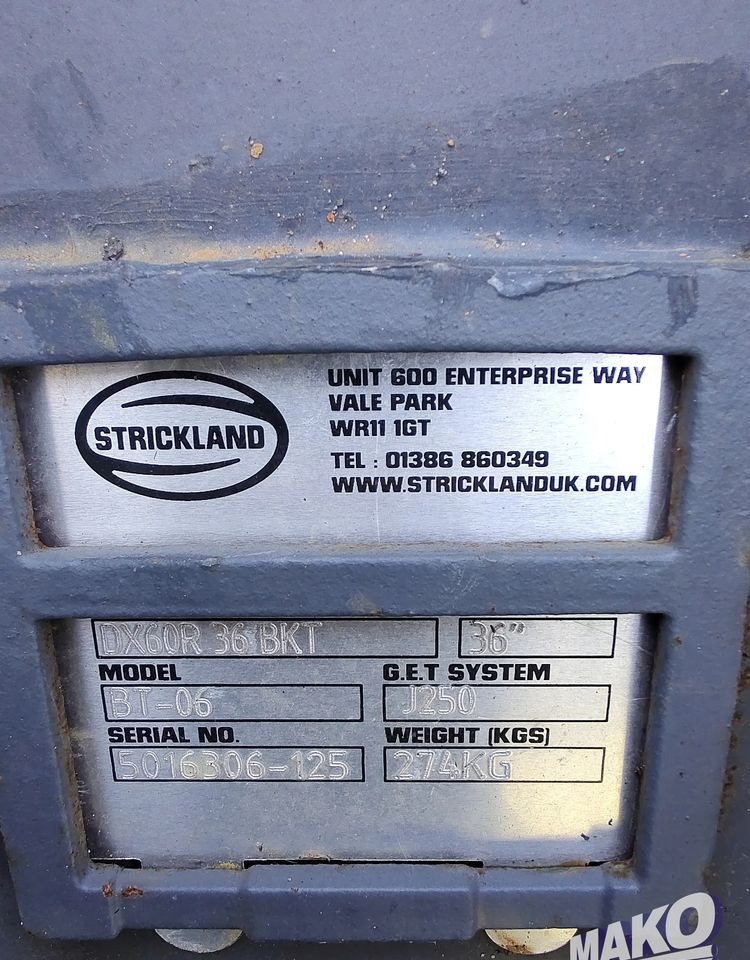 STRICKLAND
UNIT 600 ENTERPRISE WAY
VALE PARK
WR11 1GT
TEL : 01386 860349
WWW.STRICKLANDUK.COM
DX60R 36 BKT 36"
MODEL G.E.T SYSTEM
BT-06 J250
SERIAL NO. WEIGHT (KGS)
5016306-125 274KG
MAKO